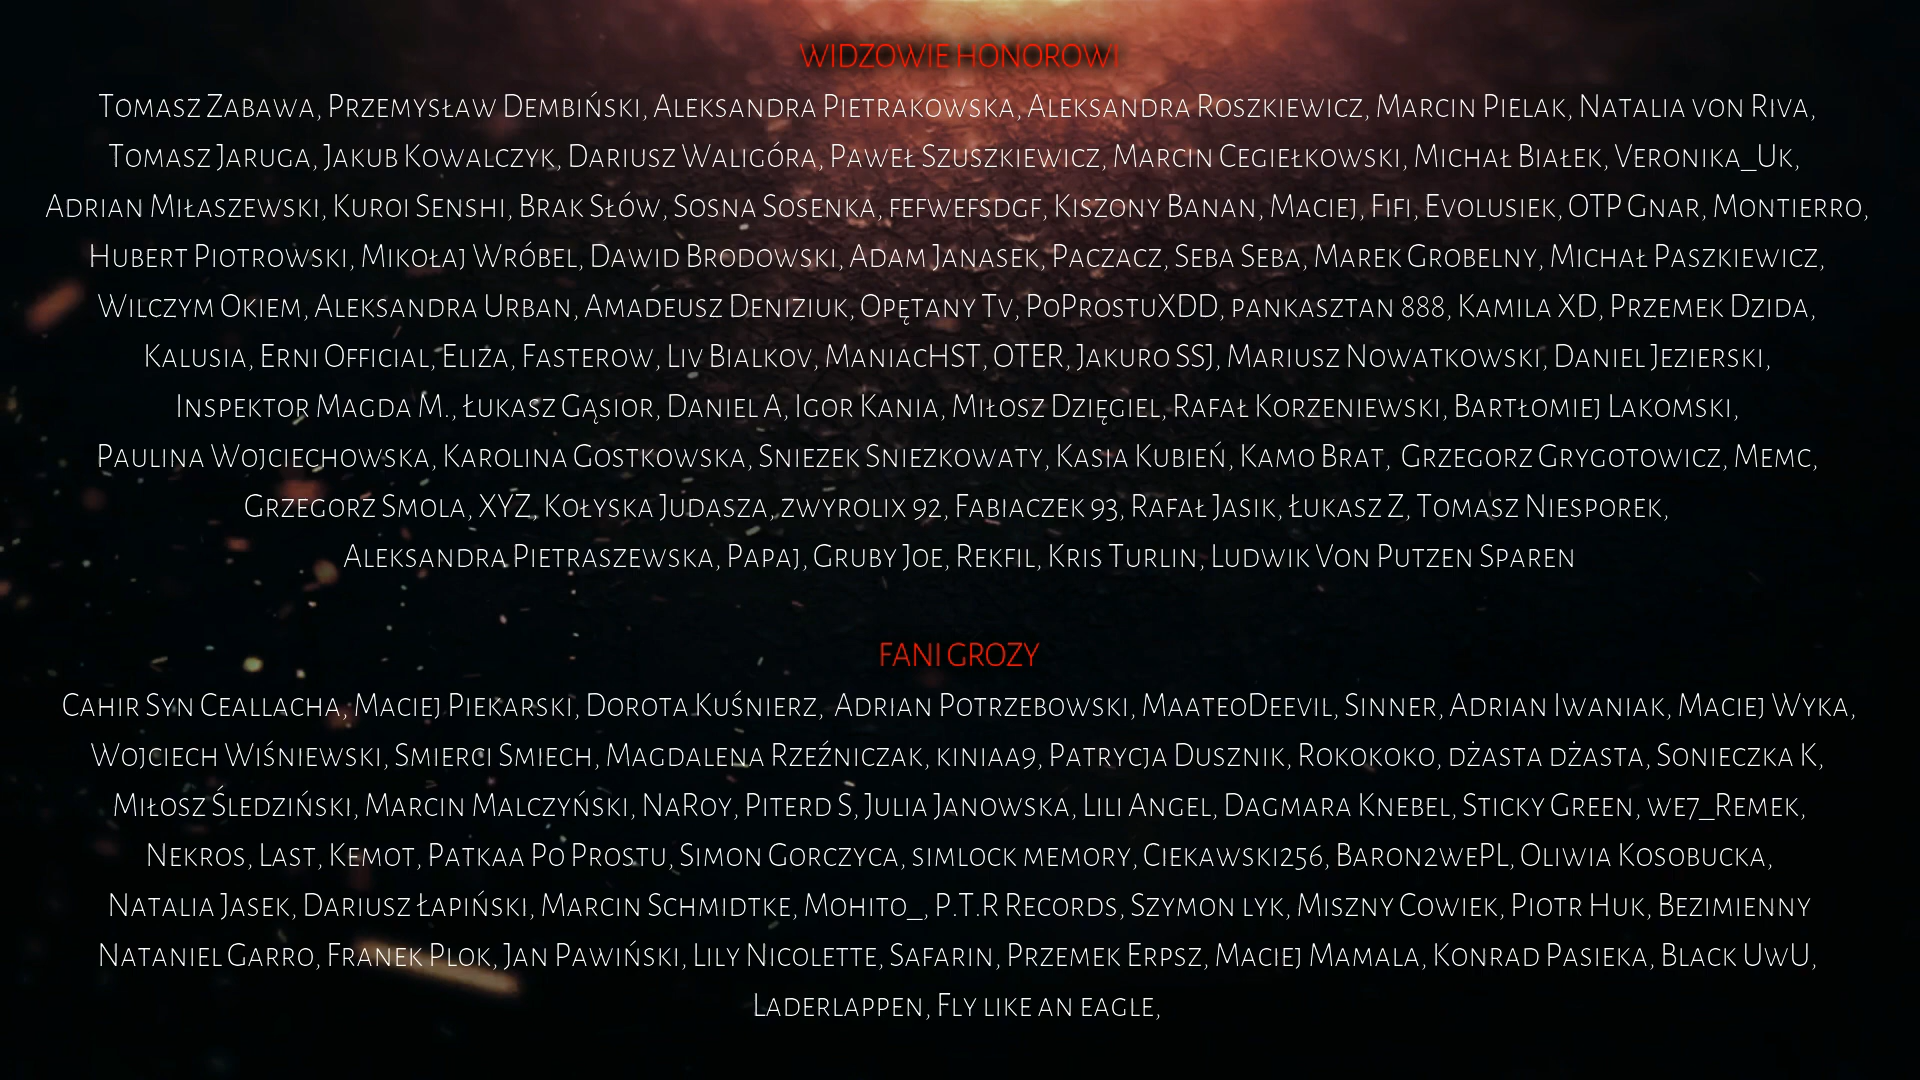 WIDZOWIE HONOROWI
Tomasz Zabawa, Przemysław Dembiński, Aleksandra Pietrakowska, Aleksandra Roszkiewicz, Marcin Pielak, Natalia von Riva,
Tomasz Jaruga, Jakub Kowalczyk, Dariusz Waligóra, Paweł Szuszkiewicz, Marcin Cegiełkowski, Michał Białek, Veronika_Uk,
Adrian Miłaszewski, Kuroi Senshi, Brak Słów, Sosna Sosenka, fefwefsdgf, Kiszony Banan, Maciej, Fifi, Evolusiek, OTP Gnar, Montierro,
Hubert Piotrowski, Mikołaj Wróbel, Dawid Brodowski, Adam Janasek, Paczacz, Seba Seba, Marek Grobelny, Michał Paszkiewicz,
Wilczym Okiem, Aleksandra Urban, Amadeusz Deniziuk, Opętany Tv, PoProstuXDD, pankasztan 888, Kamila XD, Przemek Dzida,
Kalusia, Erni Official, Eliza, Fasterow, Liv Bialkov, ManiacHST, OTER, Jakuro SSJ, Mariusz Nowatkowski, Daniel Jezierski,
Inspektor Magda M., Łukasz Gąsior, Daniel A, Igor Kania, Miłosz Dzięgiel, Rafał Korzeniewski, Bartłomiej Lakomski,
Paulina Wojciechowska, Karolina Gostkowska, Sniezek Sniezkowaty, Kasia Kubień, Kamo Brat, Grzegorz Grygotowicz, Memc,
Grzegorz Smola, XYZ, Kołyska Judasza, zwyrolix 92, Fabiaczek 93, Rafał Jasik, Łukasz Z, Tomasz Niesporek,
Aleksandra Pietraszewska, Papaj, Gruby Joe, Rekfil, Kris Turlin, Ludwik Von Putzen Sparen
FANI GROZY
Cahir Syn Ceallacha, Maciej Piekarski, Dorota Kuśnierz, Adrian Potrzebowski, MaateoDeevil, Sinner, Adrian Iwaniak, Maciej Wyka,
Wojciech Wiśniewski, Smierci Smiech, Magdalena Rzeźniczak, kiniaa9, Patrycja Dusznik, Rokokoko, dżasta dżasta, Sonieczka K,
Miłosz Śledziński, Marcin Malczyński, NaRoy, Piterd S, Julia Janowska, Lili Angel, Dagmara Knebel, Sticky Green, we7_Remek,
Nekros, Last, Kemot, Patkaa Po Prostu, Simon Gorczyca, simlock memory, Ciekawski256, Baron2wePL, Oliwia Kosobucka,
Natalia Jasek, Dariusz Łapiński, Marcin Schmidtke, Mohito_, P.T.R Records, Szymon lyk, Miszny Cowiek, Piotr Huk, Bezimienny
Nataniel Garro, Franek Plok, Jan Pawiński, Lily Nicolette, Safarin, Przemek Erpsz, Maciej Mamala, Konrad Pasieka, Black UwU,
Laderlappen, Fly like an eagle,